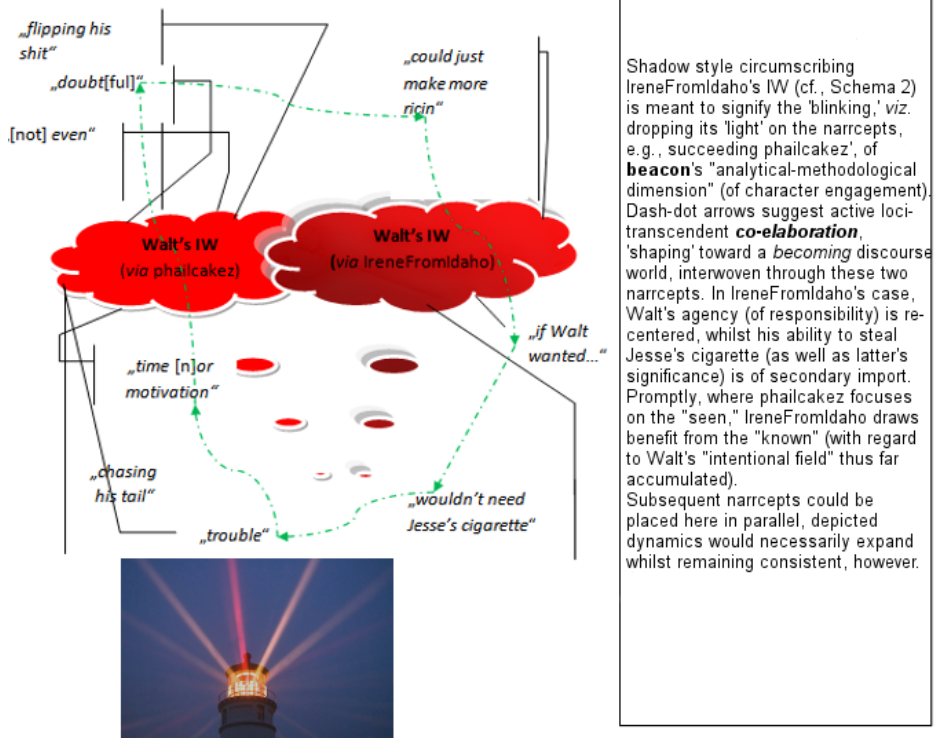 „flipping his
shit“
„doubt[ful]“
.[not] even“
„could just
make more
ricin“
Walt's IW
(via phailcakez)
Walt's IW
(via IreneFromIdaho)
„if Walt
wanted...“
„time [n]or
motivation“
„chasing
his tail“
„wouldn't need
Jesse's cigarette“
„trouble“
Shadow style circumscribing
IreneFromIdaho's IW (cf., Schema 2)
is meant to signify the 'blinking,' viz.
dropping its 'light' on the narrcepts,
e.g., succeeding phailcakez', of
beacon's "analytical-methodological
dimension" (of character engagement).
Dash-dot arrows suggest active loci-
transcendent co-elaboration,
'shaping' toward a becoming discourse
world, interwoven through these two
narrcepts. In IreneFromIdaho's case,
Walt's agency (of responsibility) is re-
centered, whilst his ability to steal
Jesse's cigarette (as well as latter's
significance) is of secondary import.
Promptly, where phailcakez focuses
on the "seen," IreneFromIdaho draws
benefit from the "known" (with regard
to Walt's "intentional field" thus far
accumulated).
Subsequent narrcepts could be
placed here in parallel, depicted
dynamics would necessarily expand
whilst remaining consistent, however.